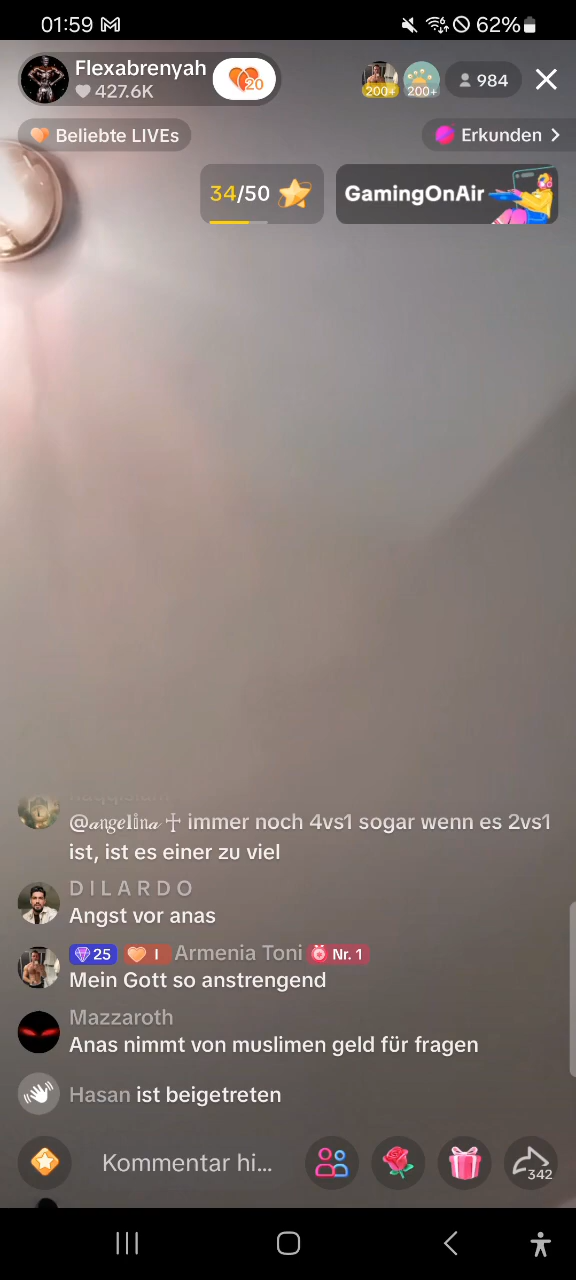 01:59
62%
Flexabrenyah
427.6K
20
200+
200+
984
Beliebte LIVEs
Erkunden
34/50
GamingOnAir
@angelina immer noch 4vs1 sogar wenn es 2vs1
ist, ist es einer zu viel
D I L A R D O
Angst vor anas
25 I Armenia Toni Nr. 1
Mein Gott so anstrengend
Mazzaroth
Anas nimmt von muslimen geld für fragen
Hasan ist beigetreten
Kommentar hi...
342